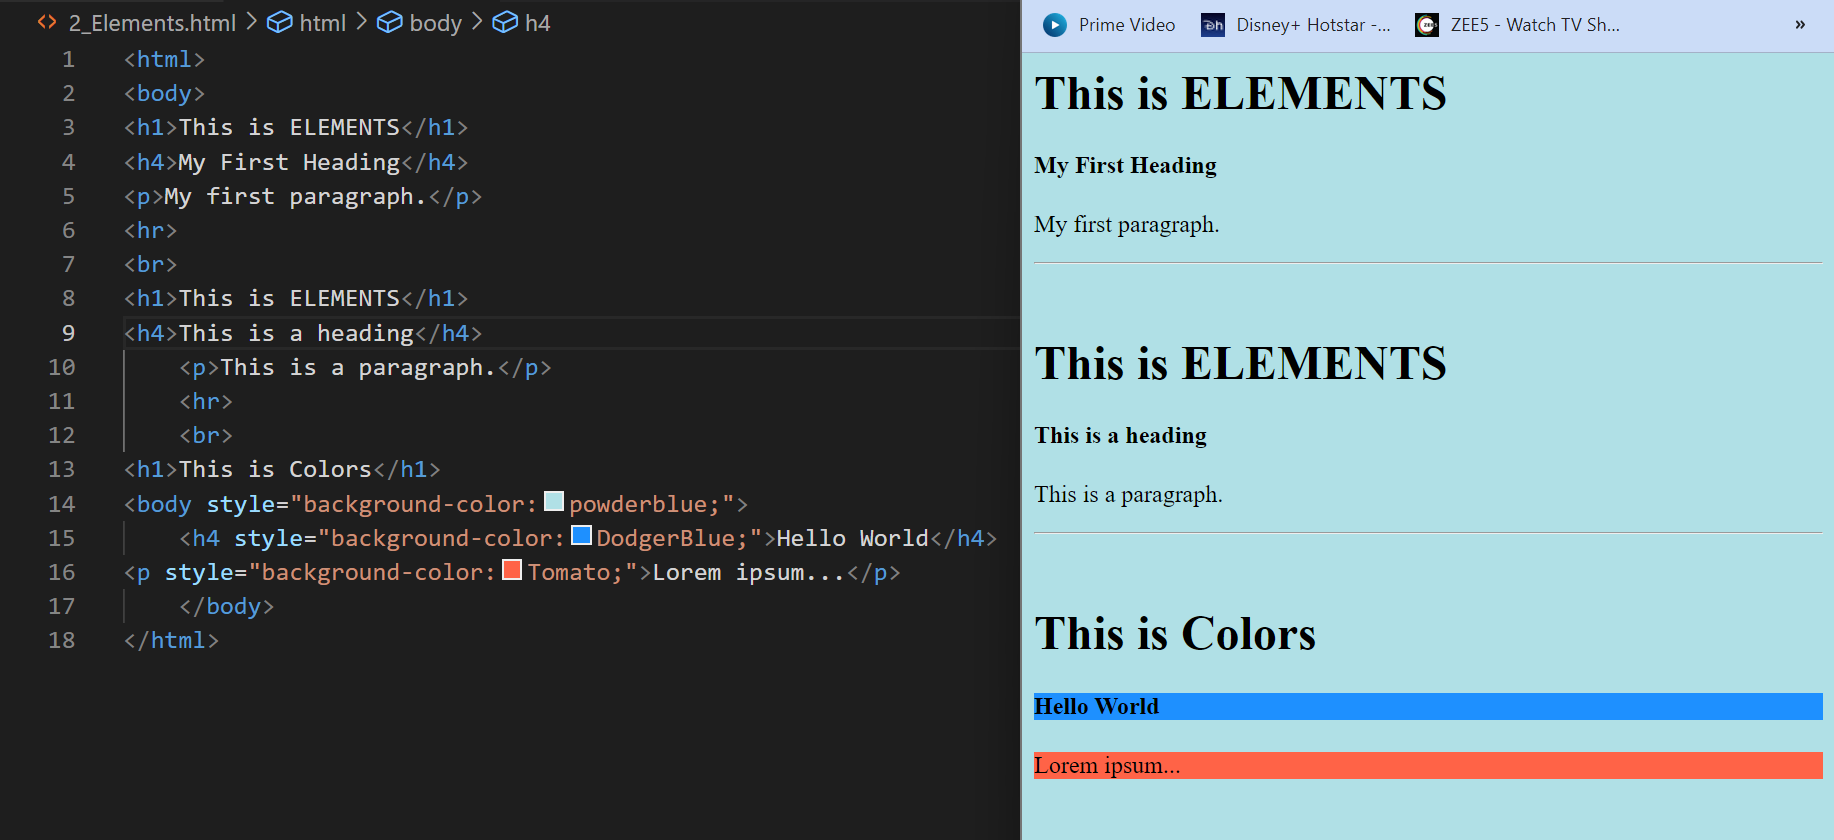 2_Elements.html > html > body > h4
1 <html>
2 <body>
3 <h1>This is ELEMENTS</h1>
4 <h4>My First Heading</h4>
5 <p>My first paragraph.</p>
6 <hr>
7 <br>
8 <h1>This is ELEMENTS</h1>
9 <h4>This is a heading</h4>
10 <p>This is a paragraph.</p>
11 <hr>
12 <br>
13 <h1>This is Colors</h1>
14 <body style="background-color:powderblue;">
15 <h4 style="background-color:DodgerBlue;">Hello World</h4>
16 <p style="background-color:Tomato;">Lorem ipsum...</p>
17 </body>
18 </html>
Prime Video Disney+ Hotstar -... ZEE5 - Watch TV Sh... »
This is ELEMENTS
My First Heading
My first paragraph.
This is ELEMENTS
This is a heading
This is a paragraph.
This is Colors
Hello World
Lorem ipsum...